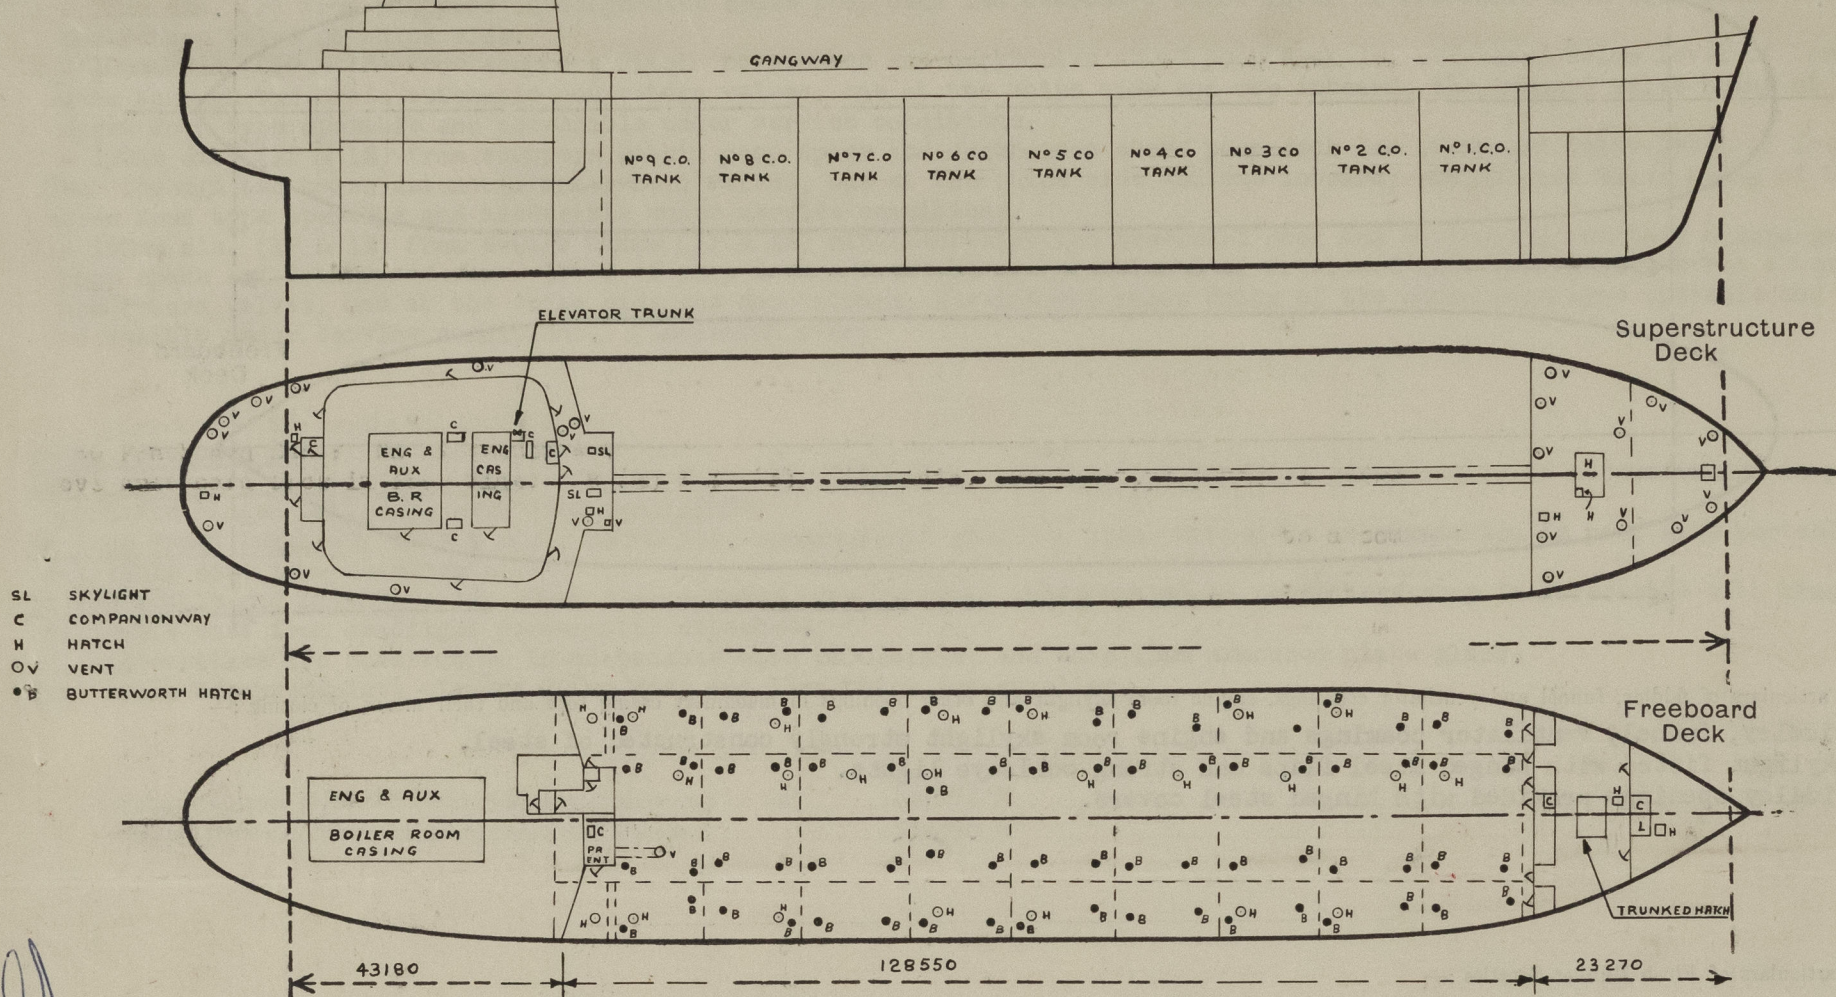 GANGWAY
Nº 9 C.O. TANK
Nº 8 C.O. TANK
Nº 7 C.O TANK
Nº 6 CO TANK
Nº 5 CO TANK
Nº 4 CO TANK
Nº 3 CO TANK
Nº 2 C.O. TANK
Nº 1. C.O. TANK
ELEVATOR TRUNK
Superstructure
Deck
ENG &
AUX
B.R
CASING
ENG
CAS
ING
SL
SL
SL SKYLIGHT
C COMPANIONWAY
H HATCH
V VENT
B BUTTERWORTH HATCH
Freeboard
Deck
ENG & AUX
BOILER ROOM
CASING
TRUNKED HATCH
43180
128550
23270